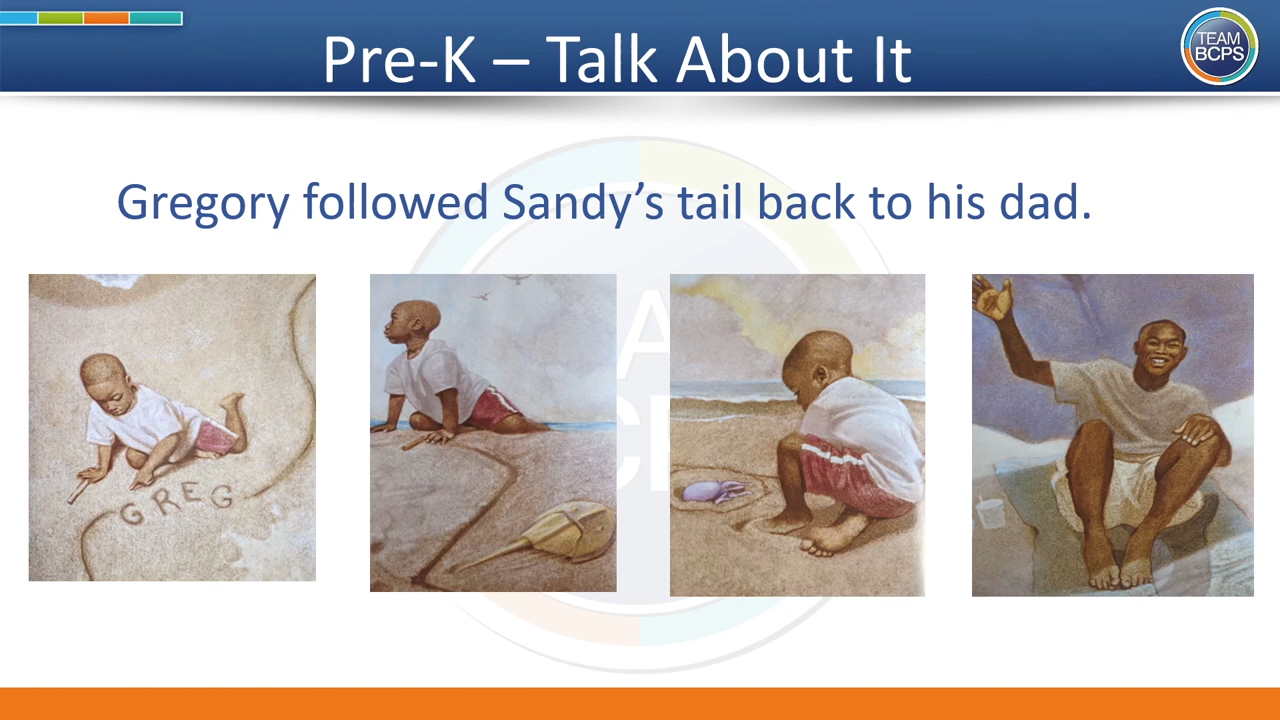 Pre-K – Talk About It
TEAM
BCPS
Gregory followed Sandy’s tail back to his dad.
GREG